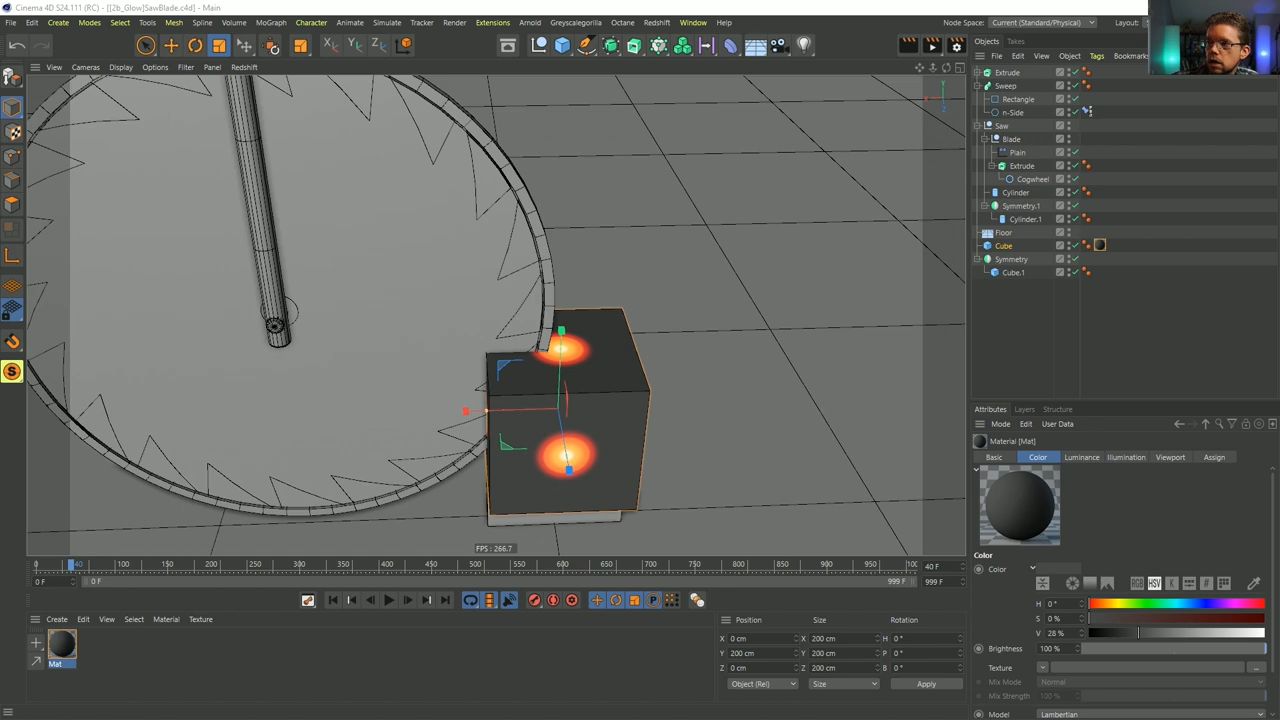 Cinema 4D S24.111 (RC) - [[2b_Glow]SawBlade.c4d] - Main
File Create Modes Select Tools Mesh Spline Volume MoGraph Character Animate Simulate Tracker Render Extensions Arnold Greyscalegorilla Octane Redshift Window Help Node Space: Current (Standard/Physical) Layout:
Objects Takes
View Cameras Display Options Filter Panel Redshift
File Edit View Object Tags Bookmarks
Extrude
Sweep
Rectangle
n-Side
Saw
Blade
Plain
Extrude
Cogwheel
Cylinder
Symmetry.1
Cylinder.1
Floor
Cube
Symmetry
Cube.1
Attributes Layers Structure
Mode Edit User Data
Material [Mat]
Basic Color Luminance Illumination Viewport Assign
FPS : 266.7
Color
Color
RGB HSV K #
H 0 °
S 0 %
V 28 %
Brightness 100 %
Texture
Mix Mode Normal
Mix Strength 100 %
Model Lambertian
0 40 100 150 200 250 300 350 400 450 500 550 600 650 700 750 800 850 900 950 100 40 F
0 F 0 F 999 F 999 F
Create Edit View Select Material Texture
Mat
Position Size Rotation
X 0 cm X 200 cm H 0 °
Y 200 cm Y 200 cm P 0 °
Z 0 cm Z 200 cm B 0 °
Object (Rel) Size Apply